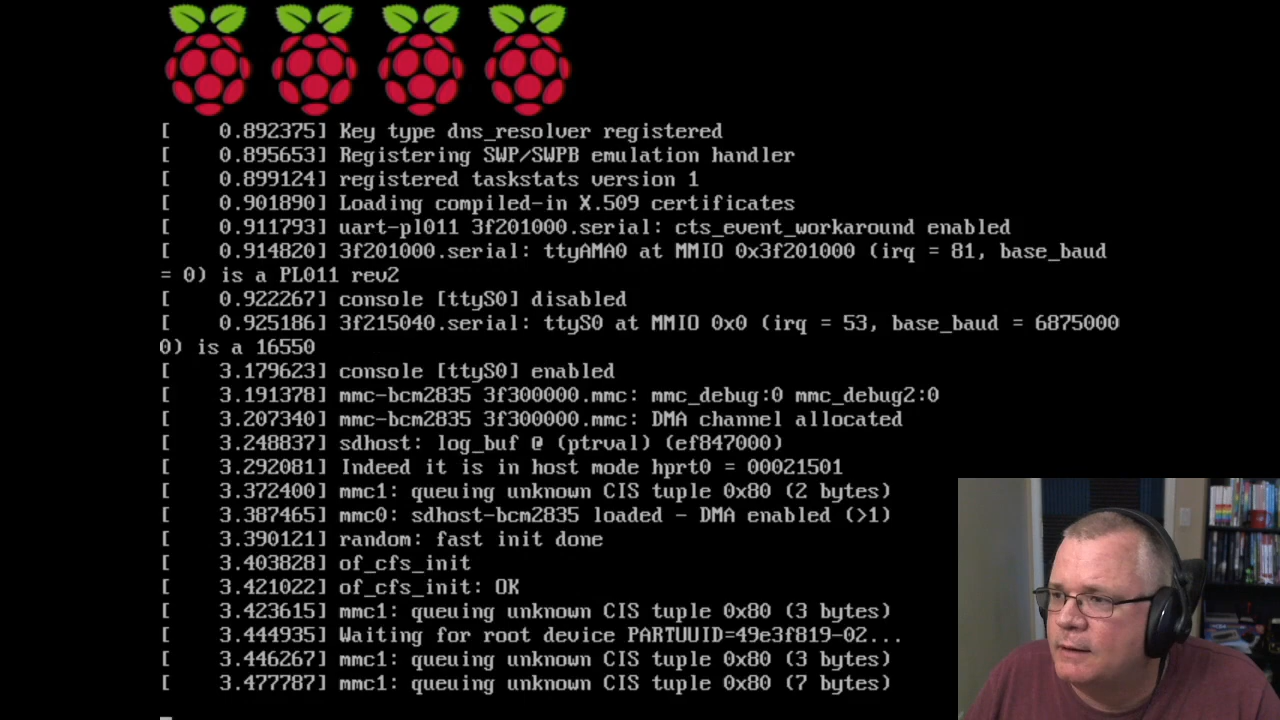 [    0.892375] Key type dns_resolver registered
[    0.895653] Registering SWP/SWPB emulation handler
[    0.899124] registered taskstats version 1
[    0.901890] Loading compiled-in X.509 certificates
[    0.911793] uart-pl011 3f201000.serial: cts_event_workaround enabled
[    0.914820] 3f201000.serial: ttyAMA0 at MMIO 0x3f201000 (irq = 81, base_baud
= 0) is a PL011 rev2
[    0.922267] console [ttyS0] disabled
[    0.925186] 3f215040.serial: ttyS0 at MMIO 0x0 (irq = 53, base_baud = 6875000
0) is a 16550
[    3.179623] console [ttyS0] enabled
[    3.191378] mmc-bcm2835 3f300000.mmc: mmc_debug:0 mmc_debug2:0
[    3.207340] mmc-bcm2835 3f300000.mmc: DMA channel allocated
[    3.248837] sdhost: log_buf @ (ptrval) (ef847000)
[    3.292081] Indeed it is in host mode hprt0 = 00021501
[    3.372400] mmc1: queuing unknown CIS tuple 0x80 (2 bytes)
[    3.387465] mmc0: sdhost-bcm2835 loaded - DMA enabled (>1)
[    3.390121] random: fast init done
[    3.403828] of_cfs_init
[    3.421022] of_cfs_init: OK
[    3.423615] mmc1: queuing unknown CIS tuple 0x80 (3 bytes)
[    3.444935] Waiting for root device PARTUUID=49e3f819-02...
[    3.446267] mmc1: queuing unknown CIS tuple 0x80 (3 bytes)
[    3.477787] mmc1: queuing unknown CIS tuple 0x80 (7 bytes)